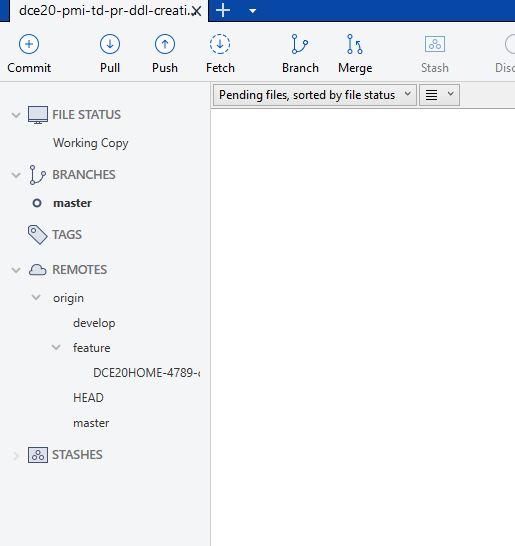 dce20-pmi-td-pr-ddl-creati...
Commit Pull Push Fetch Branch Merge Stash
Pending files, sorted by file status
FILE STATUS
Working Copy
BRANCHES
master
TAGS
REMOTES
origin
develop
feature
DCE20HOME-4789-
HEAD
master
STASHES